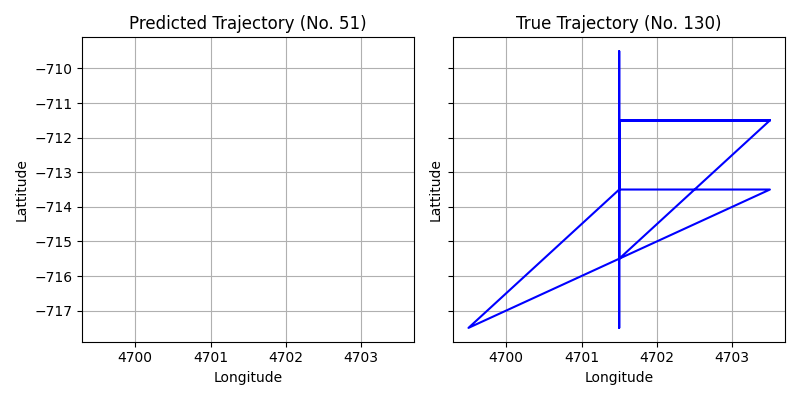 Predicted Trajectory (No. 51)
−710
−711
−712
−713
−714
−715
−716
−717
Lattitude
4700 4701 4702 4703
Longitude
True Trajectory (No. 130)
Lattitude
4700 4701 4702 4703
Longitude